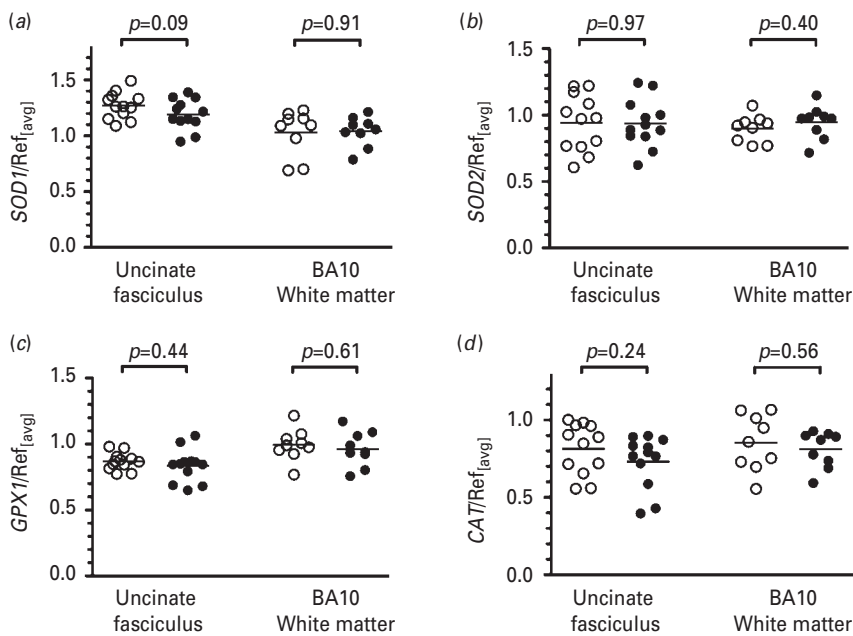 (a)
p=0.09
p=0.91
1.5
1.0
0.5
0.0
SOD1/Ref[avg]
Uncinate
fasciculus
BA10
White matter
(b)
p=0.97
p=0.40
1.5
1.0
0.5
0.0
SOD2/Ref[avg]
Uncinate
fasciculus
BA10
White matter
(c)
p=0.44
p=0.61
1.5
1.0
0.5
0.0
GPX1/Ref[avg]
Uncinate
fasciculus
BA10
White matter
(d)
p=0.24
p=0.56
1.0
0.5
0.0
CAT/Ref[avg]
Uncinate
fasciculus
BA10
White matter